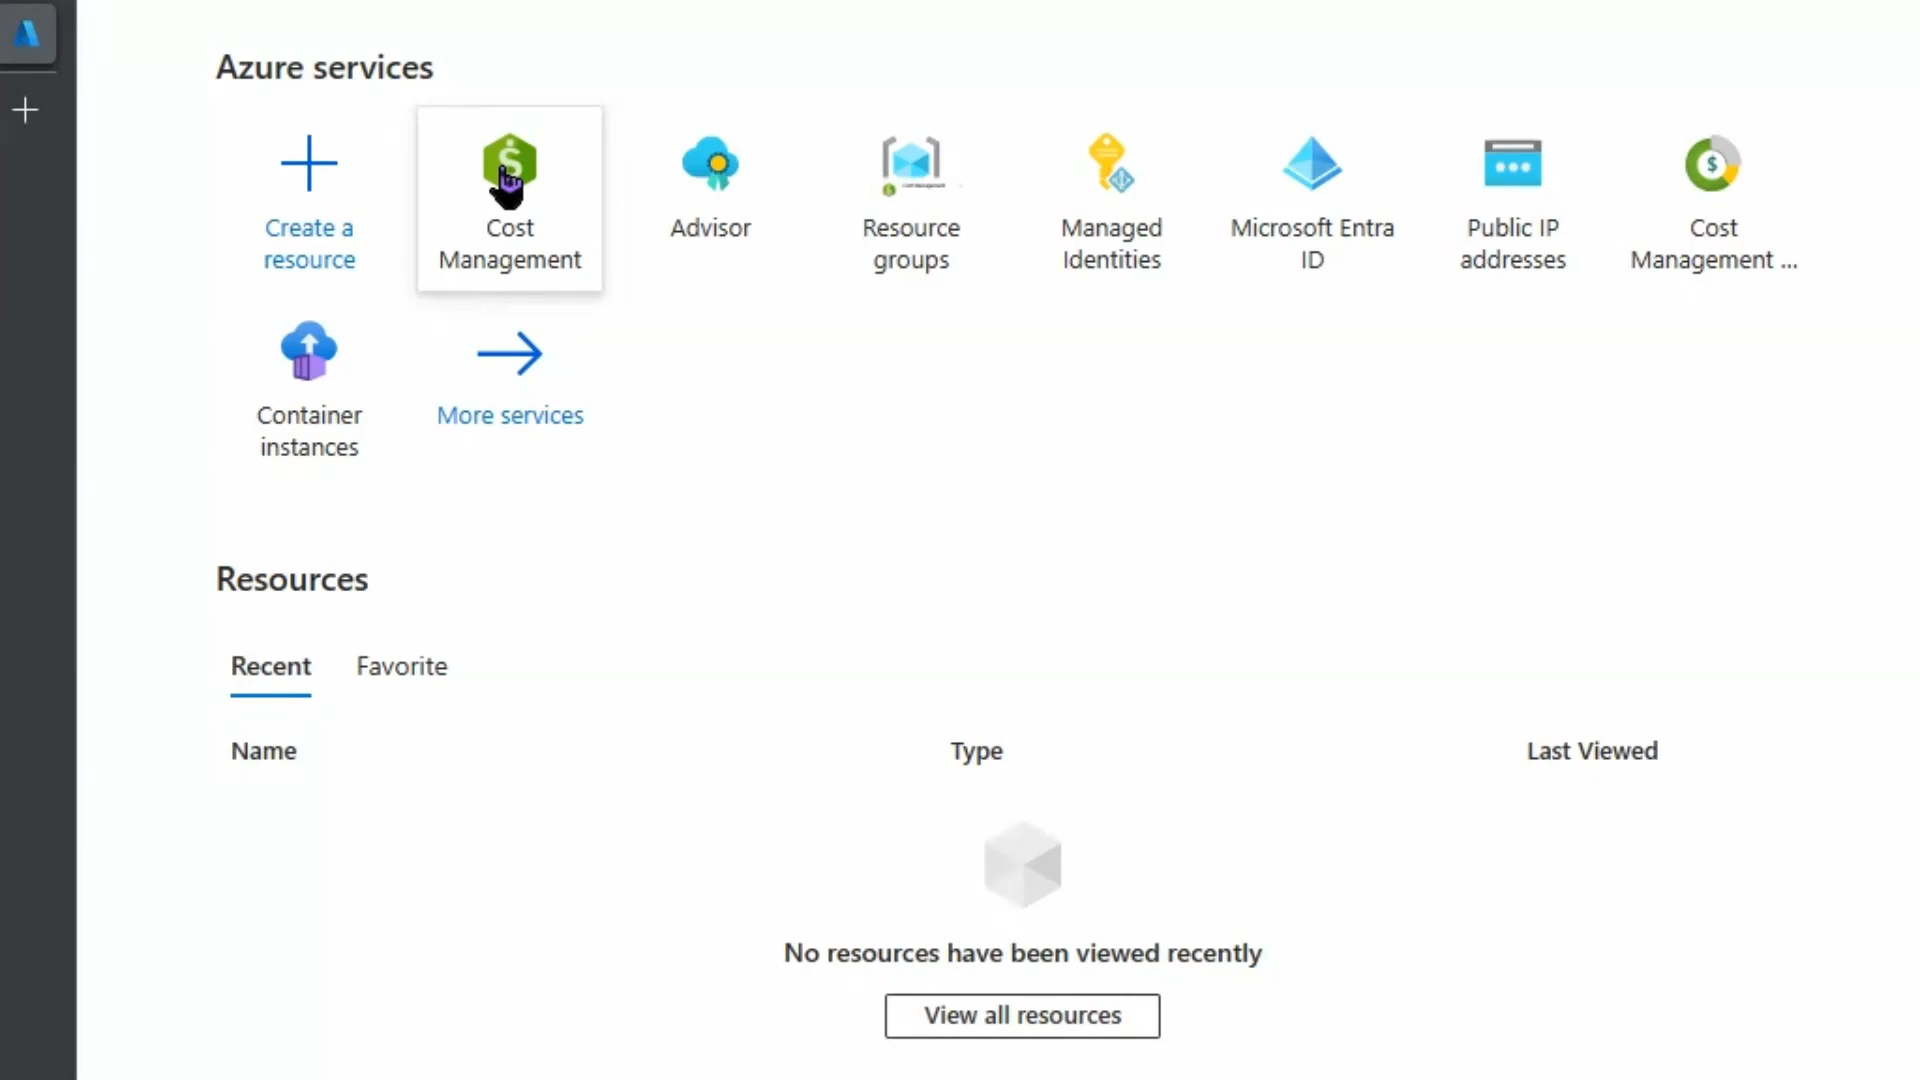 Azure services
Create a
resource
Cost
Management
Advisor
Resource
groups
Managed
Identities
Microsoft Entra
ID
Public IP
addresses
Cost
Management ...
Container
instances
More services
Resources
Recent
Favorite
Name
Type
Last Viewed
No resources have been viewed recently
View all resources